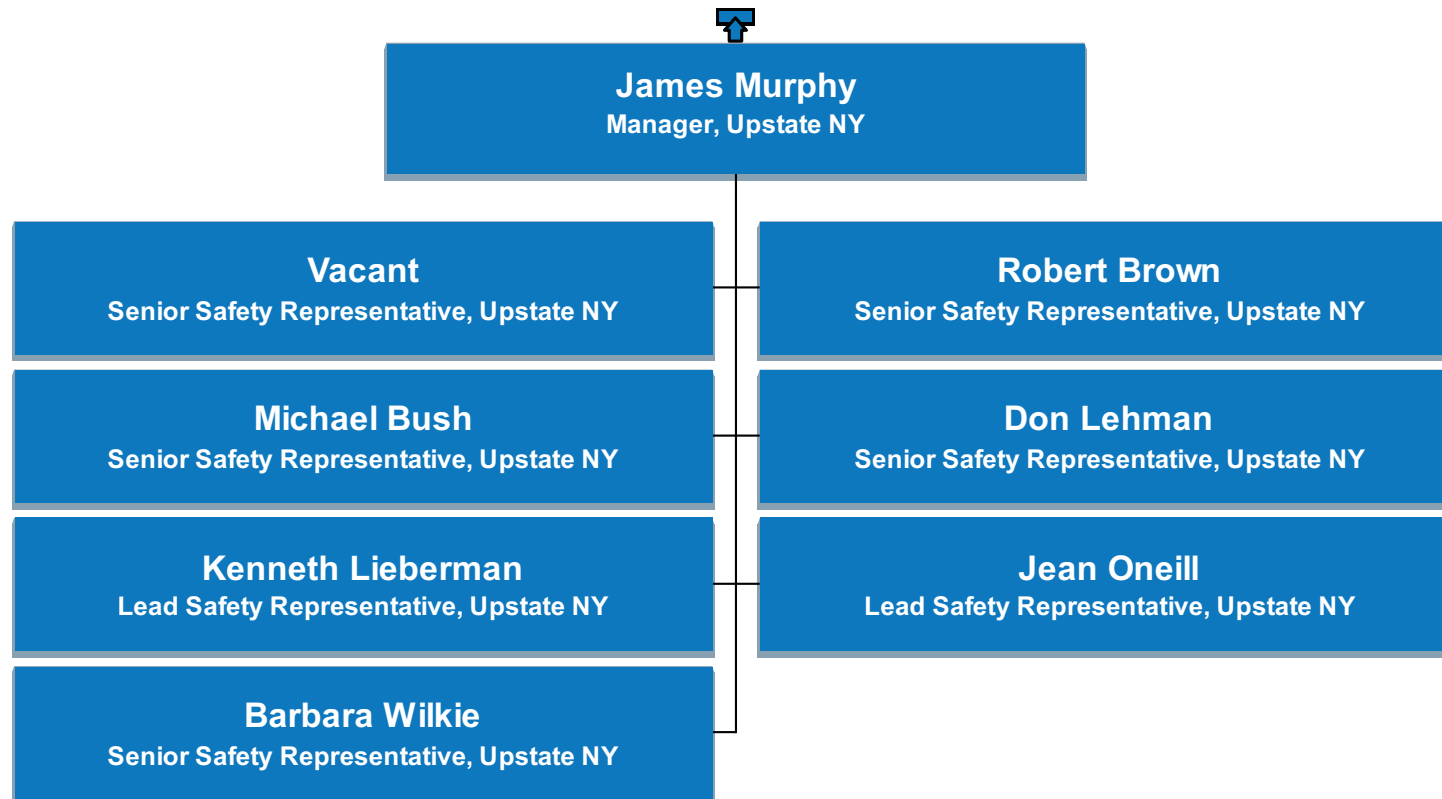 James Murphy
Manager, Upstate NY
Vacant
Senior Safety Representative, Upstate NY
Robert Brown
Senior Safety Representative, Upstate NY
Michael Bush
Senior Safety Representative, Upstate NY
Don Lehman
Senior Safety Representative, Upstate NY
Kenneth Lieberman
Lead Safety Representative, Upstate NY
Jean Oneill
Lead Safety Representative, Upstate NY
Barbara Wilkie
Senior Safety Representative, Upstate NY